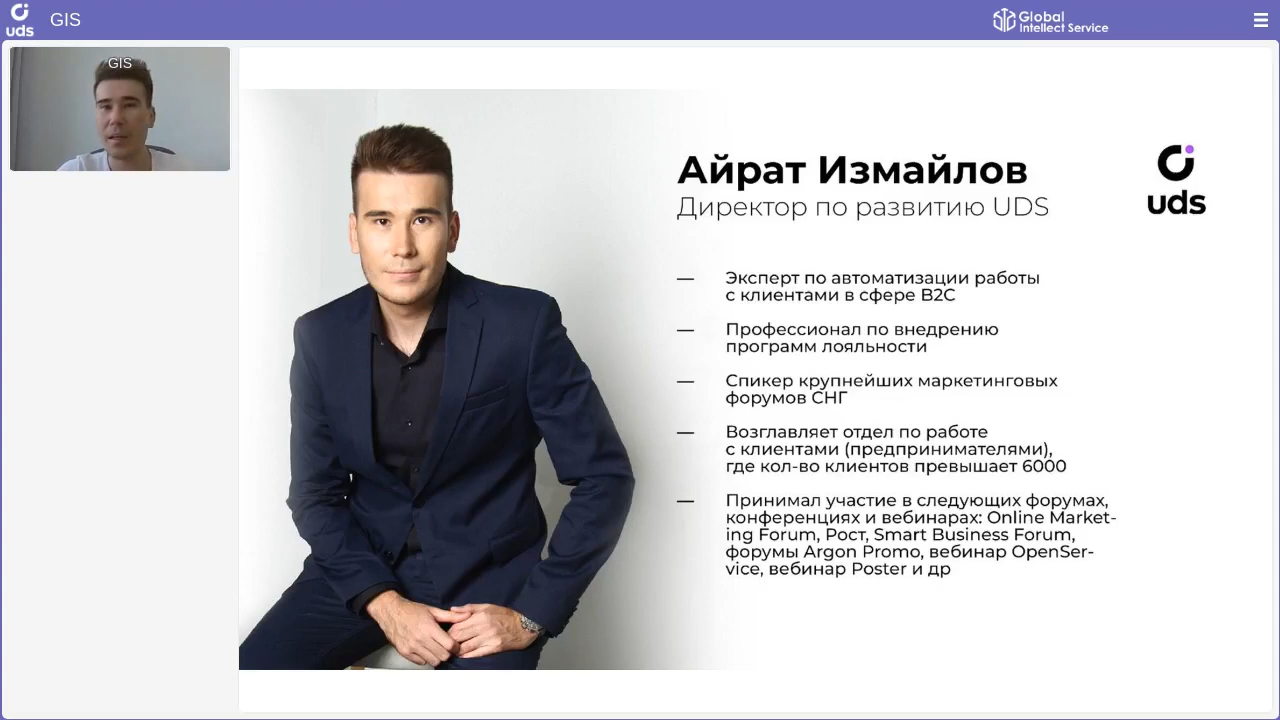 uds
GIS
Global
Intellect Service
GIS
Айрат Измайлов
Директор по развитию UDS
uds
— Эксперт по автоматизации работы
с клиентами в сфере B2C
— Профессионал по внедрению
программ лояльности
— Спикер крупнейших маркетинговых
форумов СНГ
— Возглавляет отдел по работе
с клиентами (предпринимателями),
где кол-во клиентов превышает 6000
— Принимал участие в следующих форумах,
конференциях и вебинарах: Online Market-
ing Forum, Рост, Smart Business Forum,
форумы Argon Promo, вебинар OpenSer-
vice, вебинар Poster и др